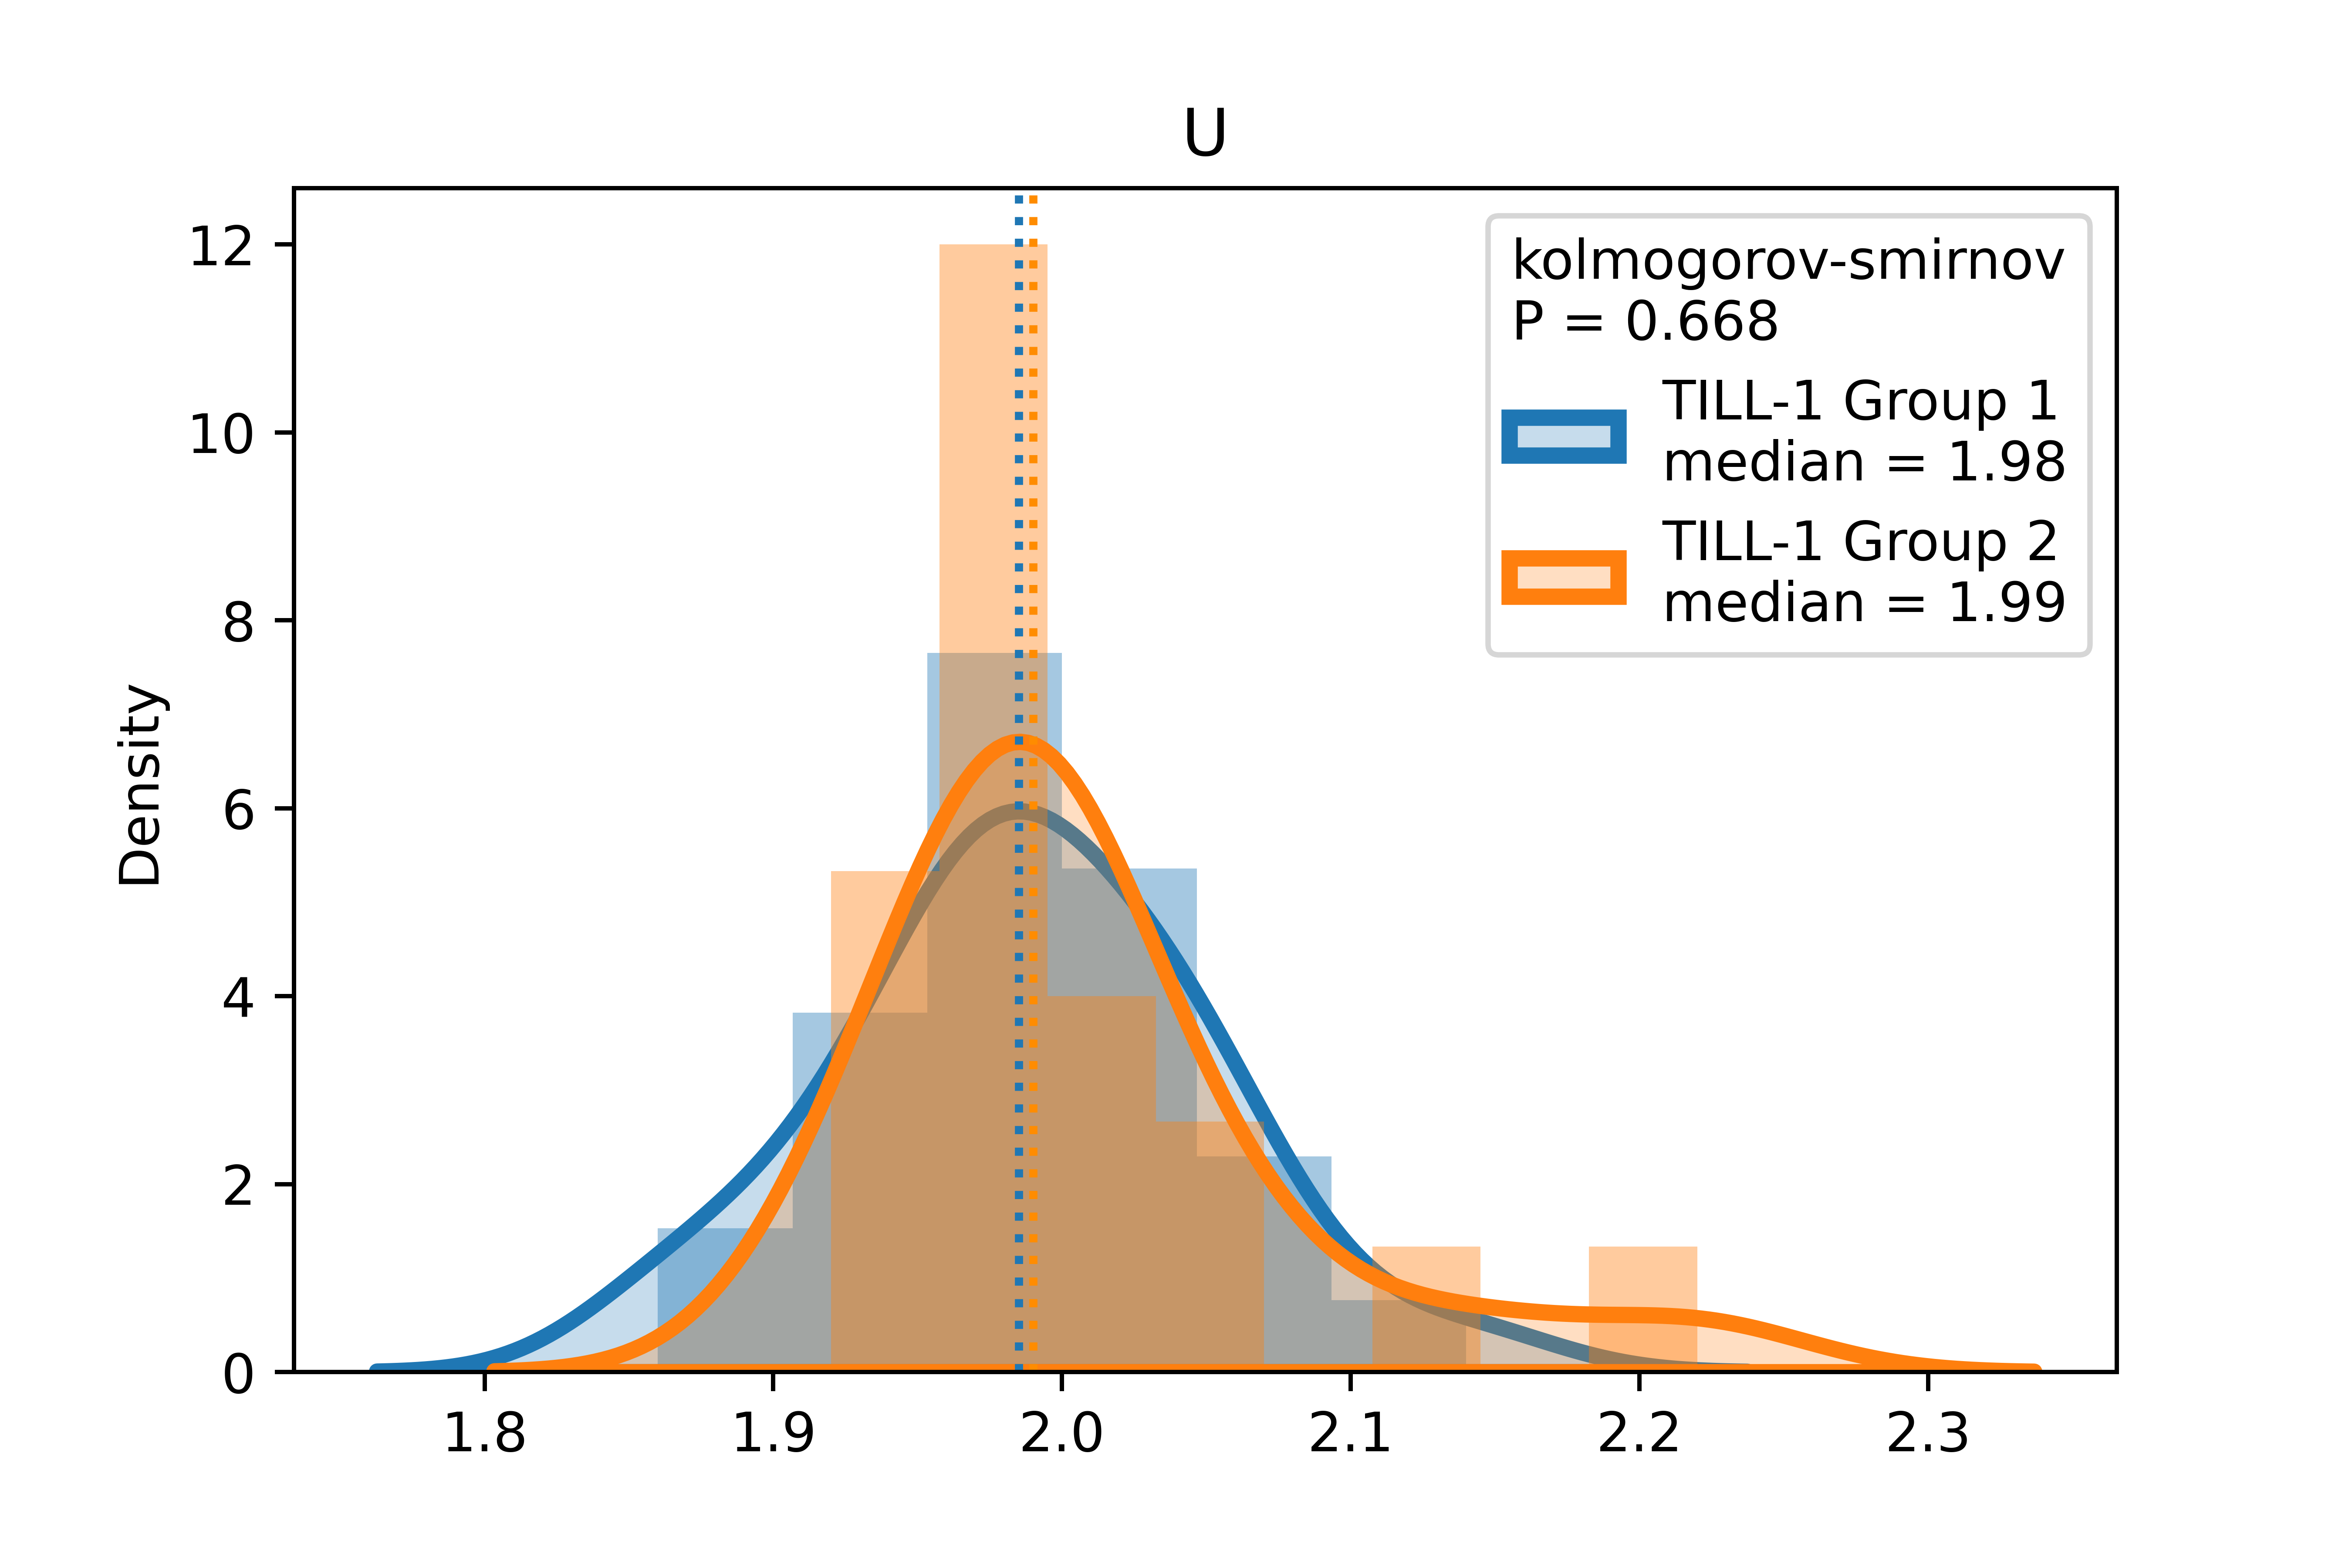 U
12
10
8
6
4
2
0
Density
kolmogorov-smirnov
P = 0.668
TILL-1 Group 1
median = 1.98
TILL-1 Group 2
median = 1.99
1.8 1.9 2.0 2.1 2.2 2.3